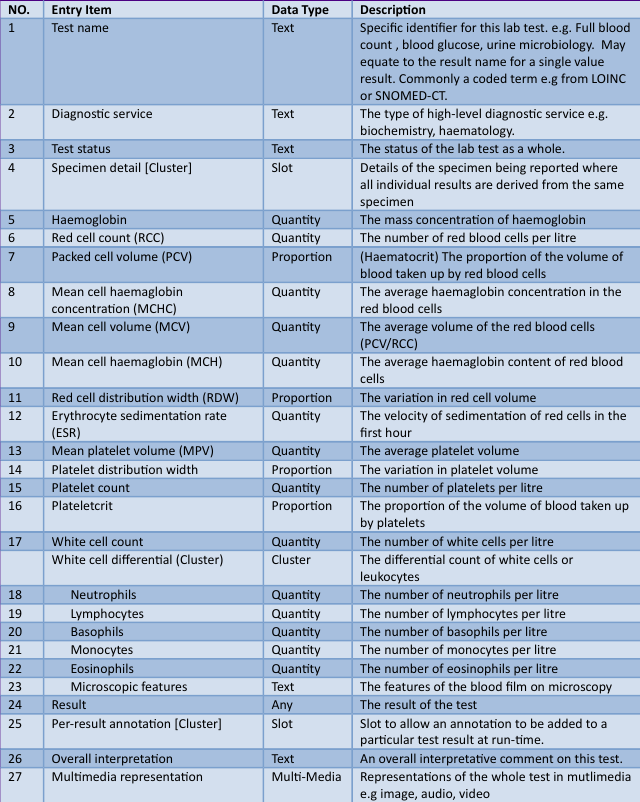 NO. Entry Item Data Type Description
1 Test name Text Specific identifier for this lab test. e.g. Full blood
count , blood glucose, urine microbiology.  May
equate to the result name for a single value
result. Commonly a coded term e.g from LOINC
or SNOMED-CT.
2 Diagnostic service Text The type of high-level diagnostic service e.g.
biochemistry, haematology.
3 Test status Text The status of the lab test as a whole.
4 Specimen detail [Cluster] Slot Details of the specimen being reported where
all individual results are derived from the same
specimen
5 Haemoglobin Quantity The mass concentration of haemoglobin
6 Red cell count (RCC) Quantity The number of red blood cells per litre
7 Packed cell volume (PCV) Proportion (Haematocrit) The proportion of the volume of
blood taken up by red blood cells
8 Mean cell haemaglobin Quantity The average haemaglobin concentration in the
concentration (MCHC) red blood cells
9 Mean cell volume (MCV) Quantity The average volume of the red blood cells
(PCV/RCC)
10 Mean cell haemaglobin (MCH) Quantity The average haemaglobin content of red blood
cells
11 Red cell distribution width (RDW) Proportion The variation in red cell volume
12 Erythrocyte sedimentation rate Quantity The velocity of sedimentation of red cells in the
(ESR) first hour
13 Mean platelet volume (MPV) Quantity The average platelet volume
14 Platelet distribution width Proportion The variation in platelet volume
15 Platelet count Quantity The number of platelets per litre
16 Plateletcrit Proportion The proportion of the volume of blood taken up
by platelets
17 White cell count Quantity The number of white cells per litre
White cell differential (Cluster) Cluster The differential count of white cells or
leukocytes
18 Neutrophils Quantity The number of neutrophils per litre
19 Lymphocytes Quantity The number of lymphocytes per litre
20 Basophils Quantity The number of basophils per litre
21 Monocytes Quantity The number of monocytes per litre
22 Eosinophils Quantity The number of eosinophils per litre
23 Microscopic features Text The features of the blood film on microscopy
24 Result Any The result of the test
25 Per-result annotation [Cluster] Slot Slot to allow an annotation to be added to a
particular test result at run-time.
26 Overall interpretation Text An overall interpretative comment on this test.
27 Multimedia representation Multi-Media Representations of the whole test in mutlimedia
e.g image, audio, video